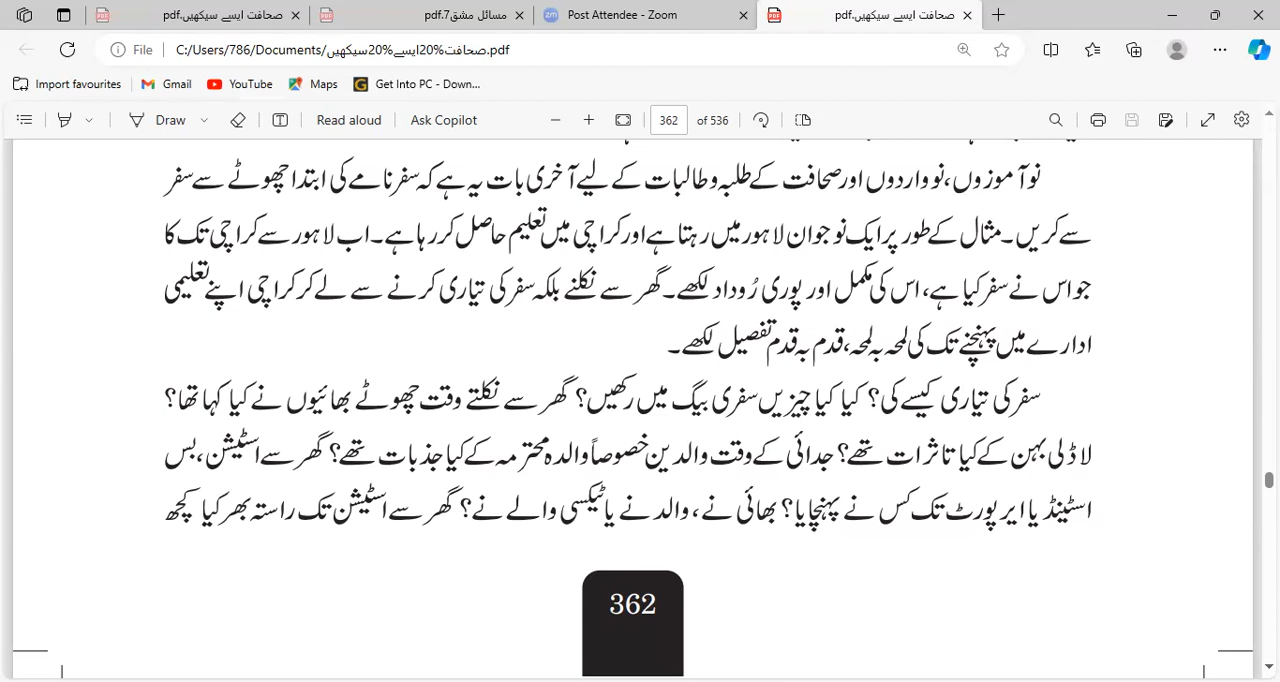 صحافت ایسے سیکھیں.pdf
مسائل مشق7.pdf
Post Attendee - Zoom
صحافت ایسے سیکھیں.pdf
File
C:/Users/786/Documents/صحافت%20ایسے%20سیکھیں.pdf
Import favourites
Gmail
YouTube
Maps
Get Into PC - Down...
Draw
Read aloud
Ask Copilot
362 of 536
نوآموزوں، نوواردوں اور صحافت کے طلبہ و طالبات کے لیے آخری بات یہ ہے کہ سفرنامے کی ابتدا چھوٹے سے سفر
سے کریں۔ مثال کے طور پر ایک نوجوان لاہور میں رہتا ہے اور کراچی میں تعلیم حاصل کر رہا ہے۔ اب لاہور سے کراچی تک کا
جو اس نے سفر کیا ہے، اس کی مکمل اور پوری رُوداد لکھے۔ گھر سے نکلنے بلکہ سفر کی تیاری کرنے سے لے کر کراچی اپنے تعلیمی
ادارے میں پہنچنے تک کی لمحہ بہ لمحہ، قدم بہ قدم تفصیل لکھے۔
سفر کی تیاری کیسے کی؟ کیا کیا چیزیں سفری بیگ میں رکھیں؟ گھر سے نکلتے وقت چھوٹے بھائیوں نے کیا کہا تھا؟
لاڈلی بہن کے کیا تاثرات تھے؟ جدائی کے وقت والدین خصوصاً والدہ محترمہ کے کیا جذبات تھے؟ گھر سے اسٹیشن، بس
اسٹینڈ یا ایرپورٹ تک کس نے پہنچایا؟ بھائی نے، والد نے یا ٹیکسی والے نے؟ گھر سے اسٹیشن تک راستہ بھر کیا کچھ
362